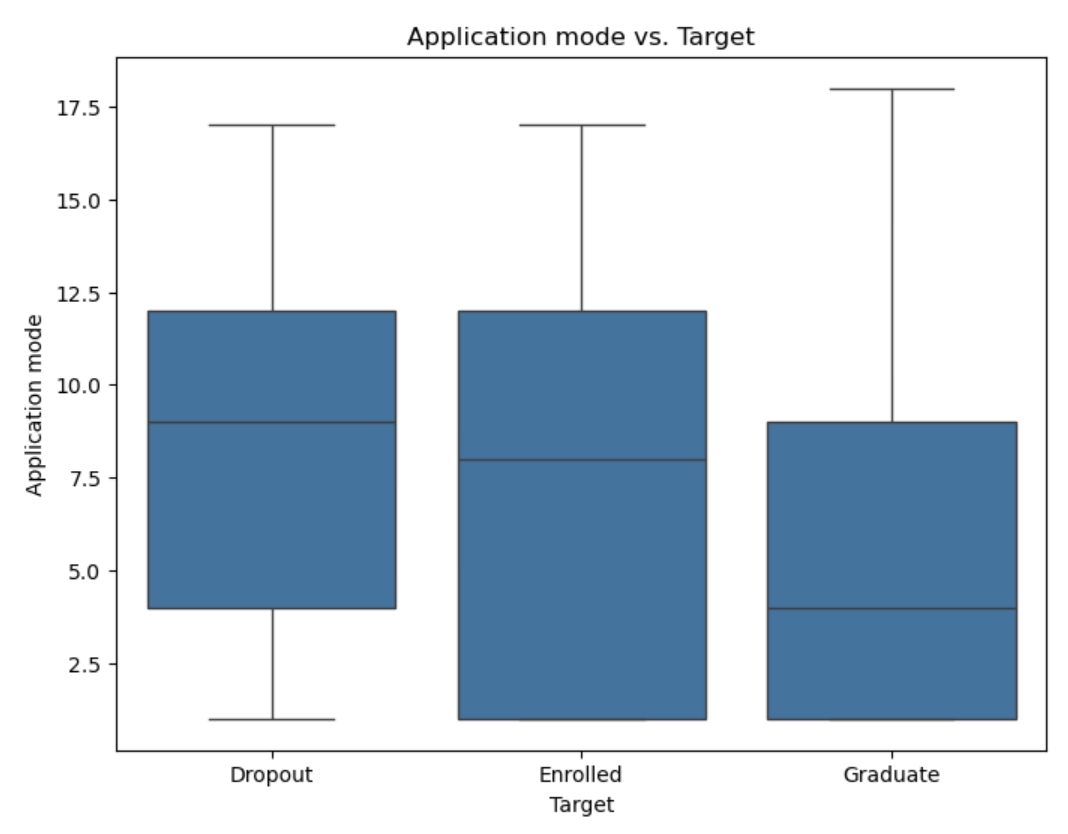 Application mode vs. Target
Application mode
17.5
15.0
12.5
10.0
7.5
5.0
2.5
Dropout
Enrolled
Graduate
Target